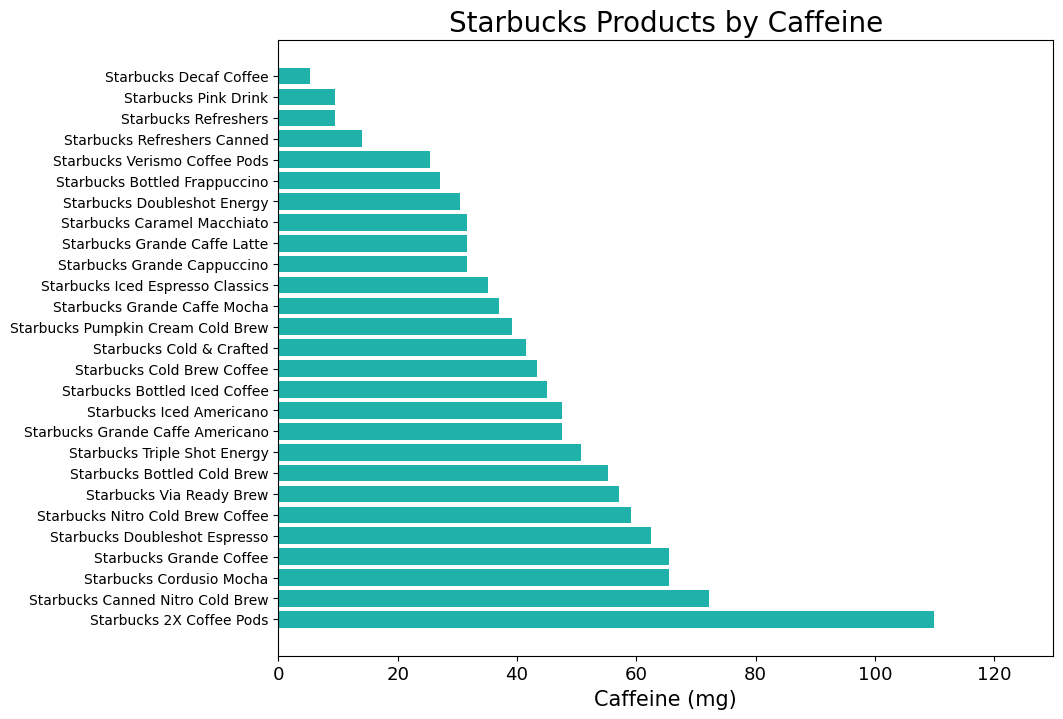 Starbucks Products by Caffeine
Starbucks Decaf Coffee
Starbucks Pink Drink
Starbucks Refreshers
Starbucks Refreshers Canned
Starbucks Verismo Coffee Pods
Starbucks Bottled Frappuccino
Starbucks Doubleshot Energy
Starbucks Caramel Macchiato
Starbucks Grande Caffe Latte
Starbucks Grande Cappuccino
Starbucks Iced Espresso Classics
Starbucks Grande Caffe Mocha
Starbucks Pumpkin Cream Cold Brew
Starbucks Cold & Crafted
Starbucks Cold Brew Coffee
Starbucks Bottled Iced Coffee
Starbucks Iced Americano
Starbucks Grande Caffe Americano
Starbucks Triple Shot Energy
Starbucks Bottled Cold Brew
Starbucks Via Ready Brew
Starbucks Nitro Cold Brew Coffee
Starbucks Doubleshot Espresso
Starbucks Grande Coffee
Starbucks Cordusio Mocha
Starbucks Canned Nitro Cold Brew
Starbucks 2X Coffee Pods
0 20 40 60 80 100 120
Caffeine (mg)